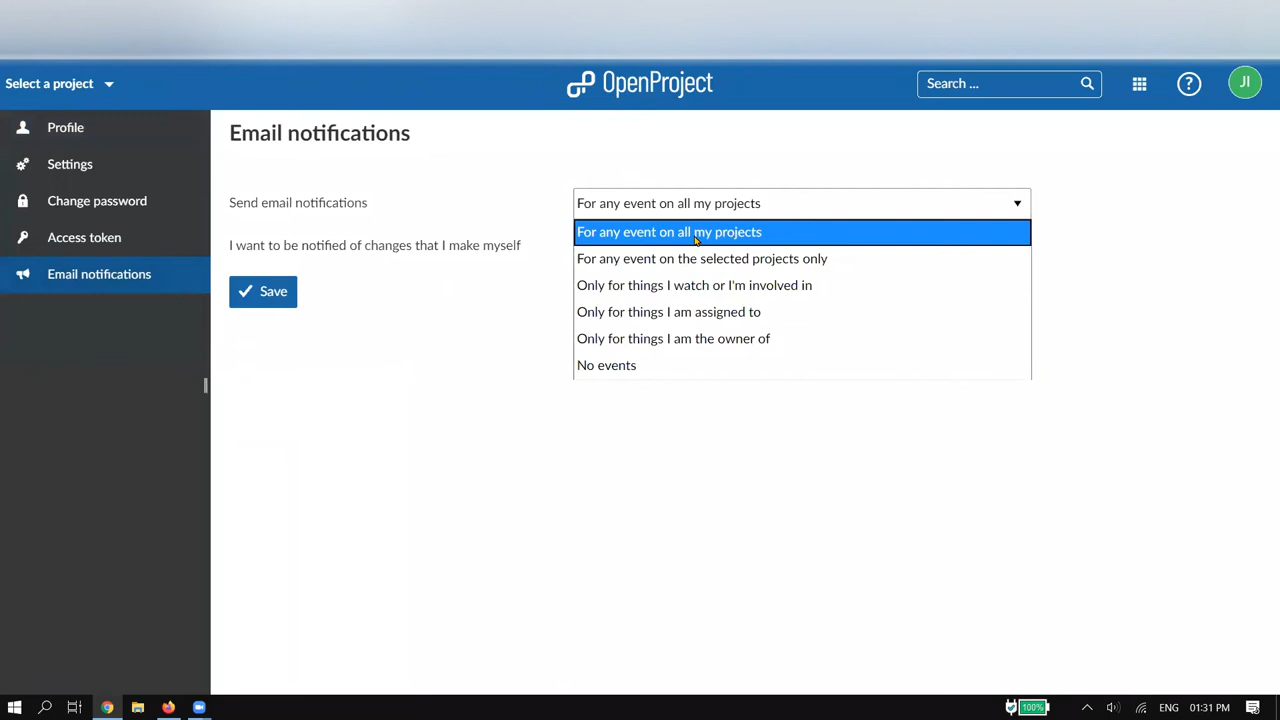 Select a project
OpenProject
Search ...
?
JI
Profile
Settings
Change password
Access token
Email notifications
Email notifications
Send email notifications
For any event on all my projects
For any event on all my projects
For any event on the selected projects only
Only for things I watch or I'm involved in
Only for things I am assigned to
Only for things I am the owner of
No events
I want to be notified of changes that I make myself
Save
100%
ENG
01:31 PM